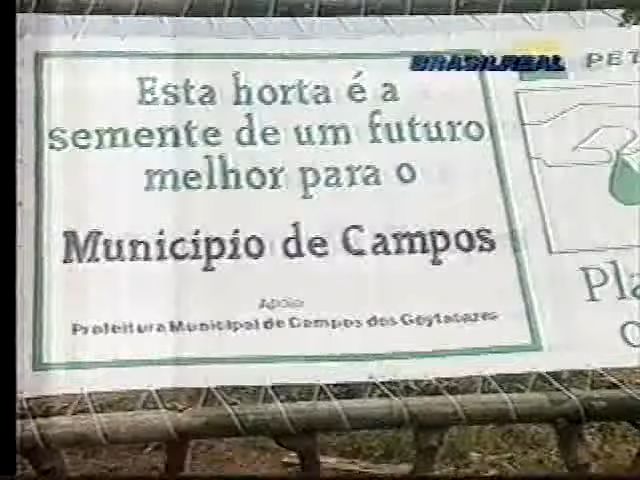 BRASIL REAL
Esta horta é a
semente de um futuro
melhor para o
Município de Campos
Apoio
Prefeitura Municipal de Campos dos Goytacazes
PET
Pla